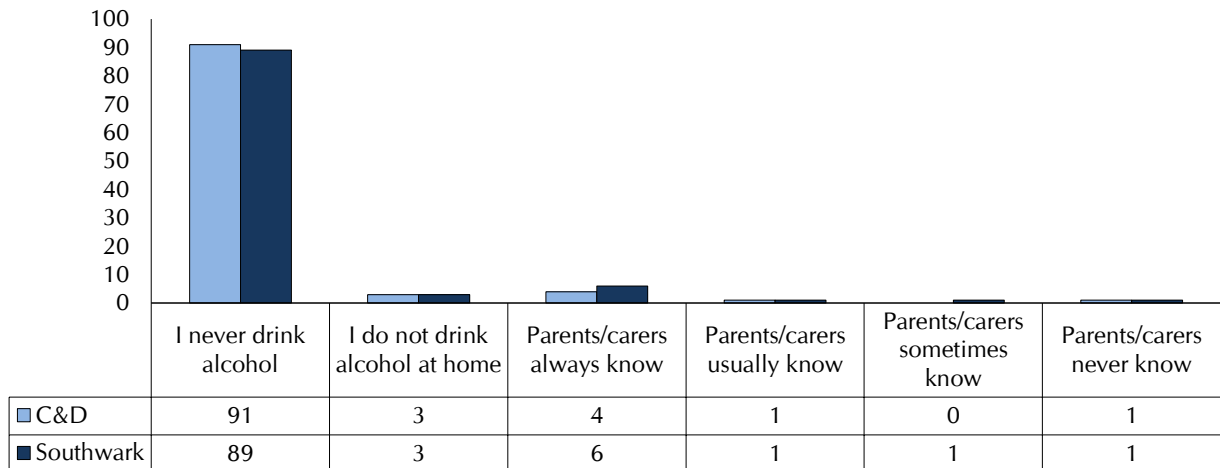 100
90
80
70
60
50
40
30
20
10
0
I never drink
alcohol
I do not drink
alcohol at home
Parents/carers
always know
Parents/carers
usually know
Parents/carers
sometimes
know
Parents/carers
never know
C&D 91 3 4 1 0 1
Southwark 89 3 6 1 1 1